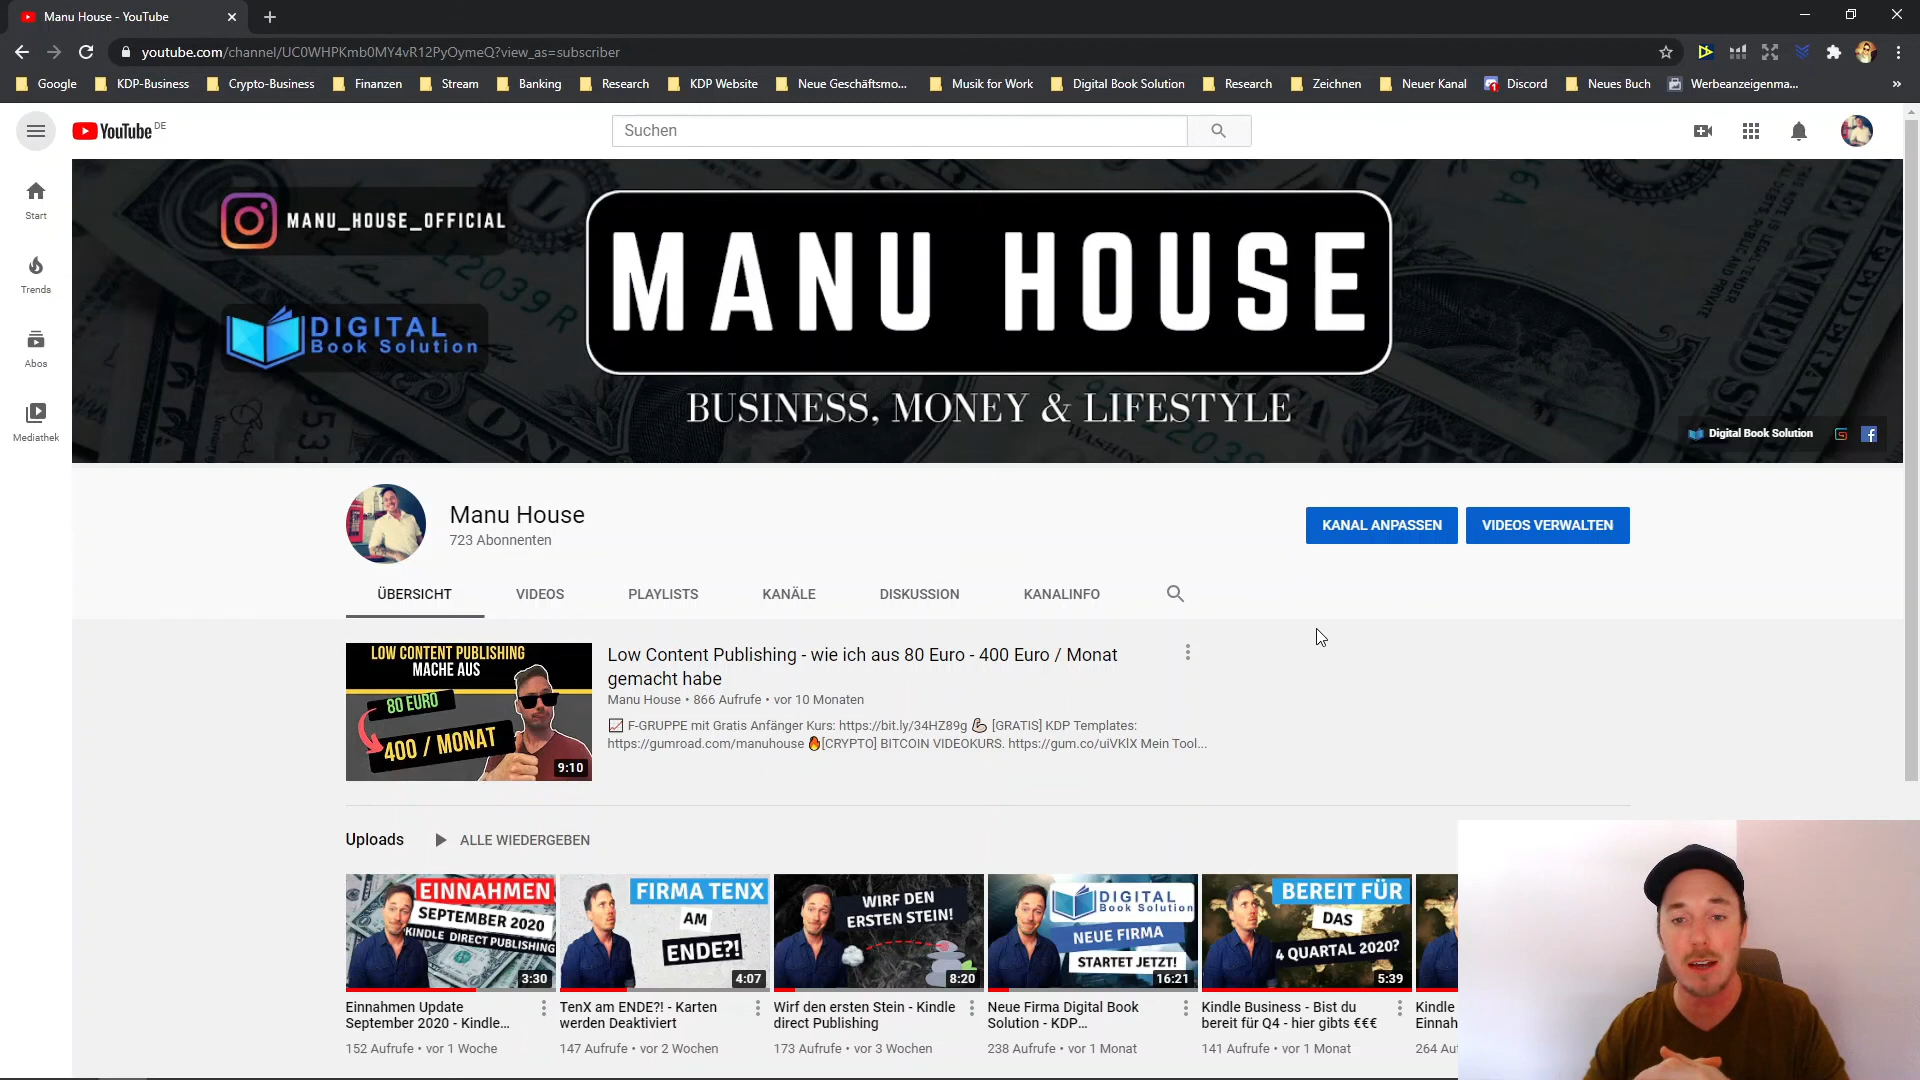 Manu House - YouTube
youtube.com/channel/UC0WHPKmb0MY4vR12PyOymeQ?view_as=subscriber
Google
KDP-Business
Crypto-Business
Finanzen
Stream
Banking
Research
KDP Website
Neue Geschäftsmo...
Musik for Work
Digital Book Solution
Research
Zeichnen
Neuer Kanal
Discord
Neues Buch
Werbeanzeigenma...
YouTube DE
Suchen
Start
Trends
Abos
Mediathek
MANU_HOUSE_OFFICIAL
DIGITAL
Book Solution
MANU HOUSE
BUSINESS, MONEY & LIFESTYLE
Digital Book Solution
Manu House
723 Abonnenten
KANAL ANPASSEN
VIDEOS VERWALTEN
ÜBERSICHT
VIDEOS
PLAYLISTS
KANÄLE
DISKUSSION
KANALINFO
LOW CONTENT PUBLISHING
MACHE AUS
80 EURO
400 / MONAT
9:10
Low Content Publishing - wie ich aus 80 Euro - 400 Euro / Monat
gemacht habe
Manu House • 866 Aufrufe • vor 10 Monaten
F-GRUPPE mit Gratis Anfänger Kurs: https://bit.ly/34HZ89g 💪 [GRATIS] KDP Templates:
https://gumroad.com/manuhouse 🔥[CRYPTO] BITCOIN VIDEOKURS. https://gum.co/uiVKlX Mein Tool...
Uploads
ALLE WIEDERGEBEN
EINNAHMEN
SEPTEMBER 2020
KINDLE DIRECT PUBLISHING
3:30
FIRMA TENX
AM
ENDE?!
4:07
WIRF DEN
ERSTEN STEIN!
8:20
DIGITAL
Book Solution
NEUE FIRMA
STARTET JETZT!
16:21
BEREIT FÜR
DAS
4 QUARTAL 2020?
5:39
Einnahmen Update
September 2020 - Kindle...
152 Aufrufe • vor 1 Woche
TenX am ENDE?! - Karten
werden Deaktiviert
147 Aufrufe • vor 2 Wochen
Wirf den ersten Stein - Kindle
direct Publishing
173 Aufrufe • vor 3 Wochen
Neue Firma Digital Book
Solution - KDP...
238 Aufrufe • vor 1 Monat
Kindle Business - Bist du
bereit für Q4 - hier gibts €€€
141 Aufrufe • vor 1 Monat
Kindle
Einnah
264 Au